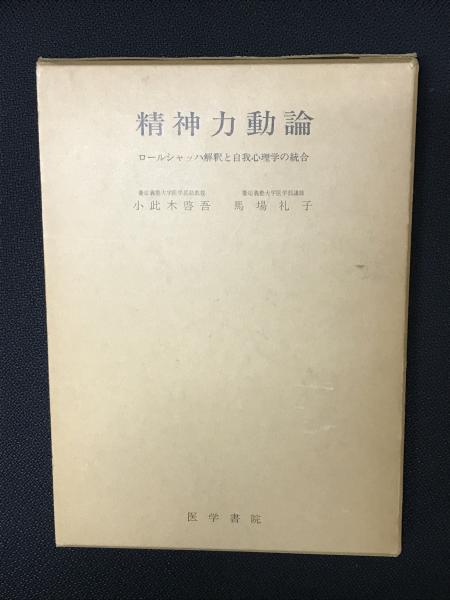 精神力動論
ロールシャッハ解釈と自我心理学の統合
慶応義塾大学医学部助教授 慶応義塾大学医学部講師
小此木啓吾 馬場礼子
医学書院